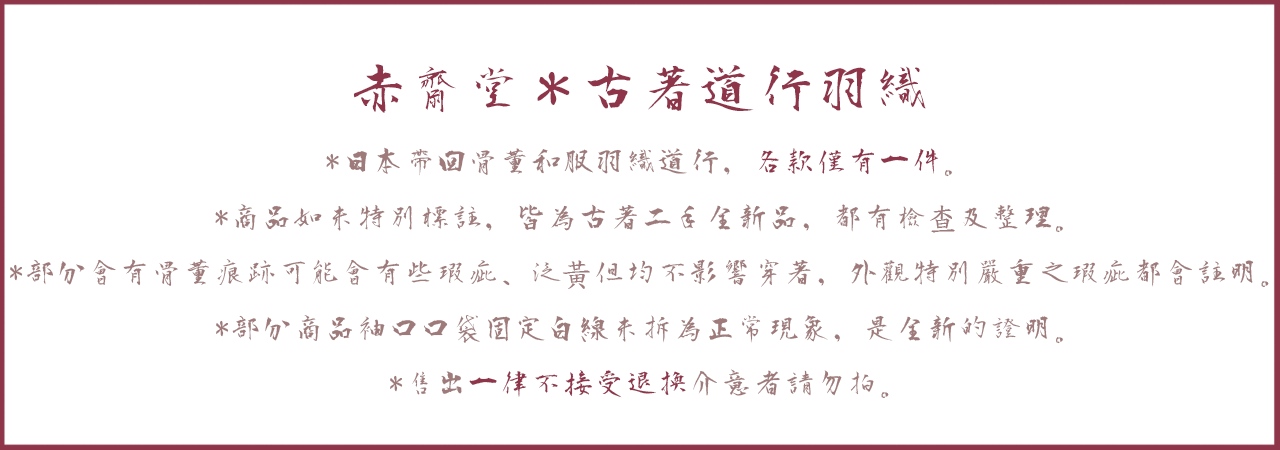 赤齋堂＊古著道行羽織
*日本帶回骨董和服羽織道行，各款僅有一件。
*商品如未特別標註，皆為古著二手全新品，都有檢查及整理。
*部分會有骨董痕跡可能會有些瑕疵、泛黃但均不影響穿著，外觀特別嚴重之瑕疵都會註明。
*部分商品袖口口袋固定白線未拆為正常現象，是全新的證明。
*售出一律不接受退換介意者請勿拍。